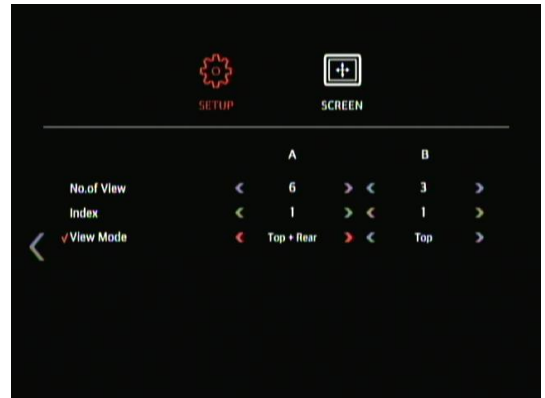 SETUP SCREEN
A B
No.of View < 6 > < 3 >
Index < 1 > < 1 >
√View Mode < Top + Rear > < Top >